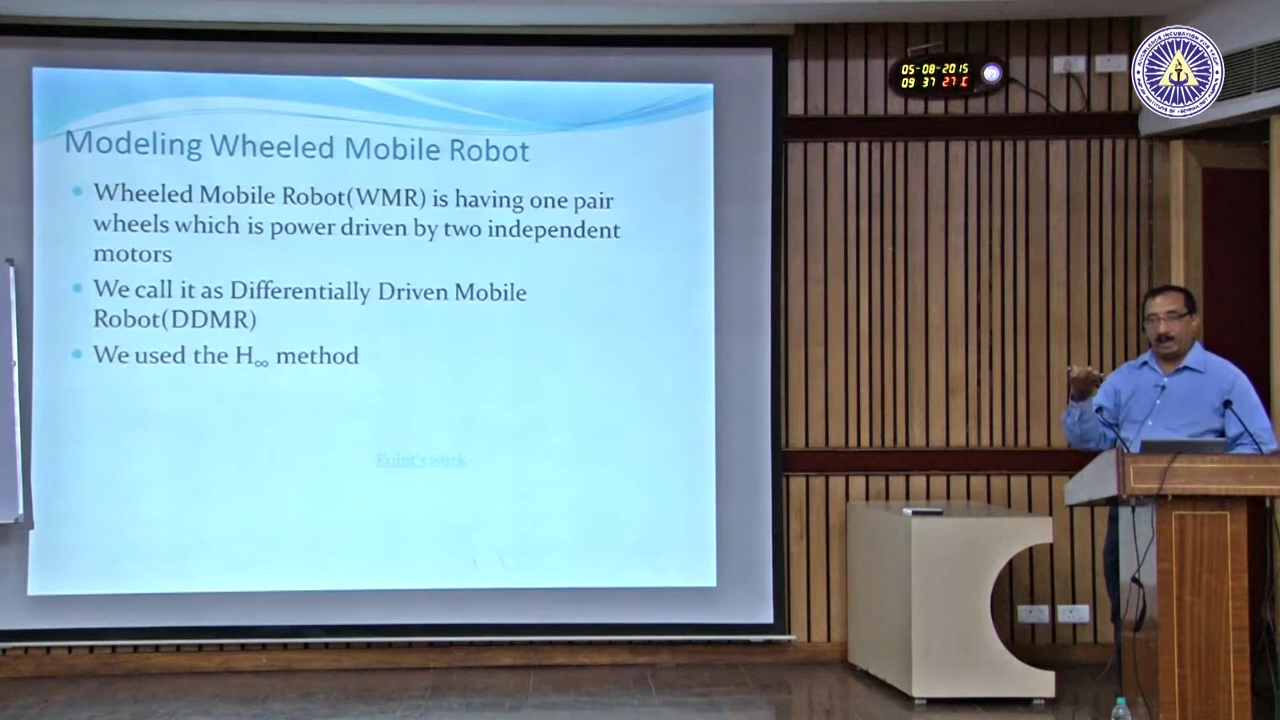 05-08-2015
09 37 27 C
Modeling Wheeled Mobile Robot
Wheeled Mobile Robot(WMR) is having one pair
wheels which is power driven by two independent
motors
We call it as Differentially Driven Mobile
Robot(DDMR)
We used the H∞ method
Rohit's work